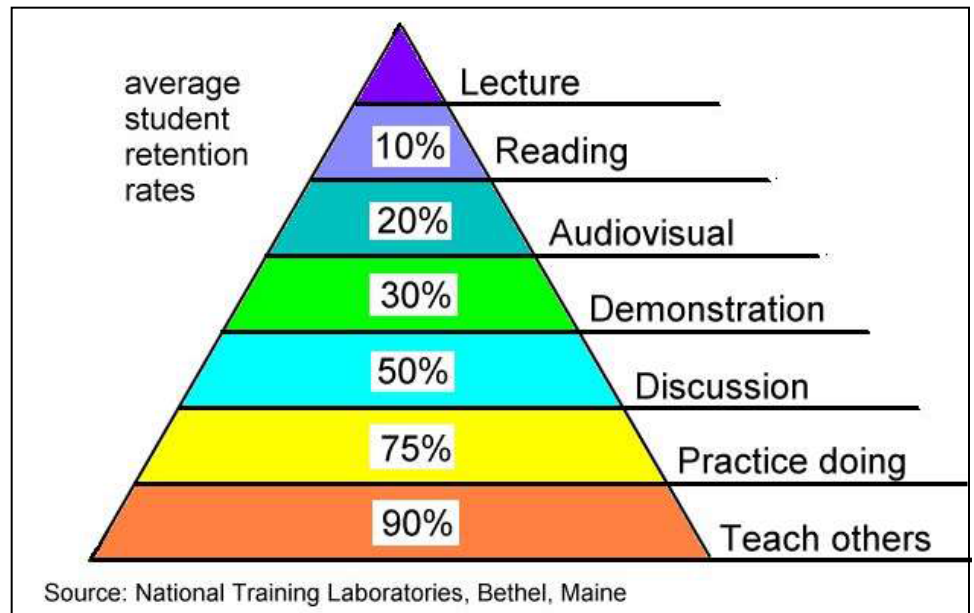 average
student
retention
rates
Lecture
10% Reading
20% Audiovisual
30% Demonstration
50% Discussion
75% Practice doing
90% Teach others
Source: National Training Laboratories, Bethel, Maine